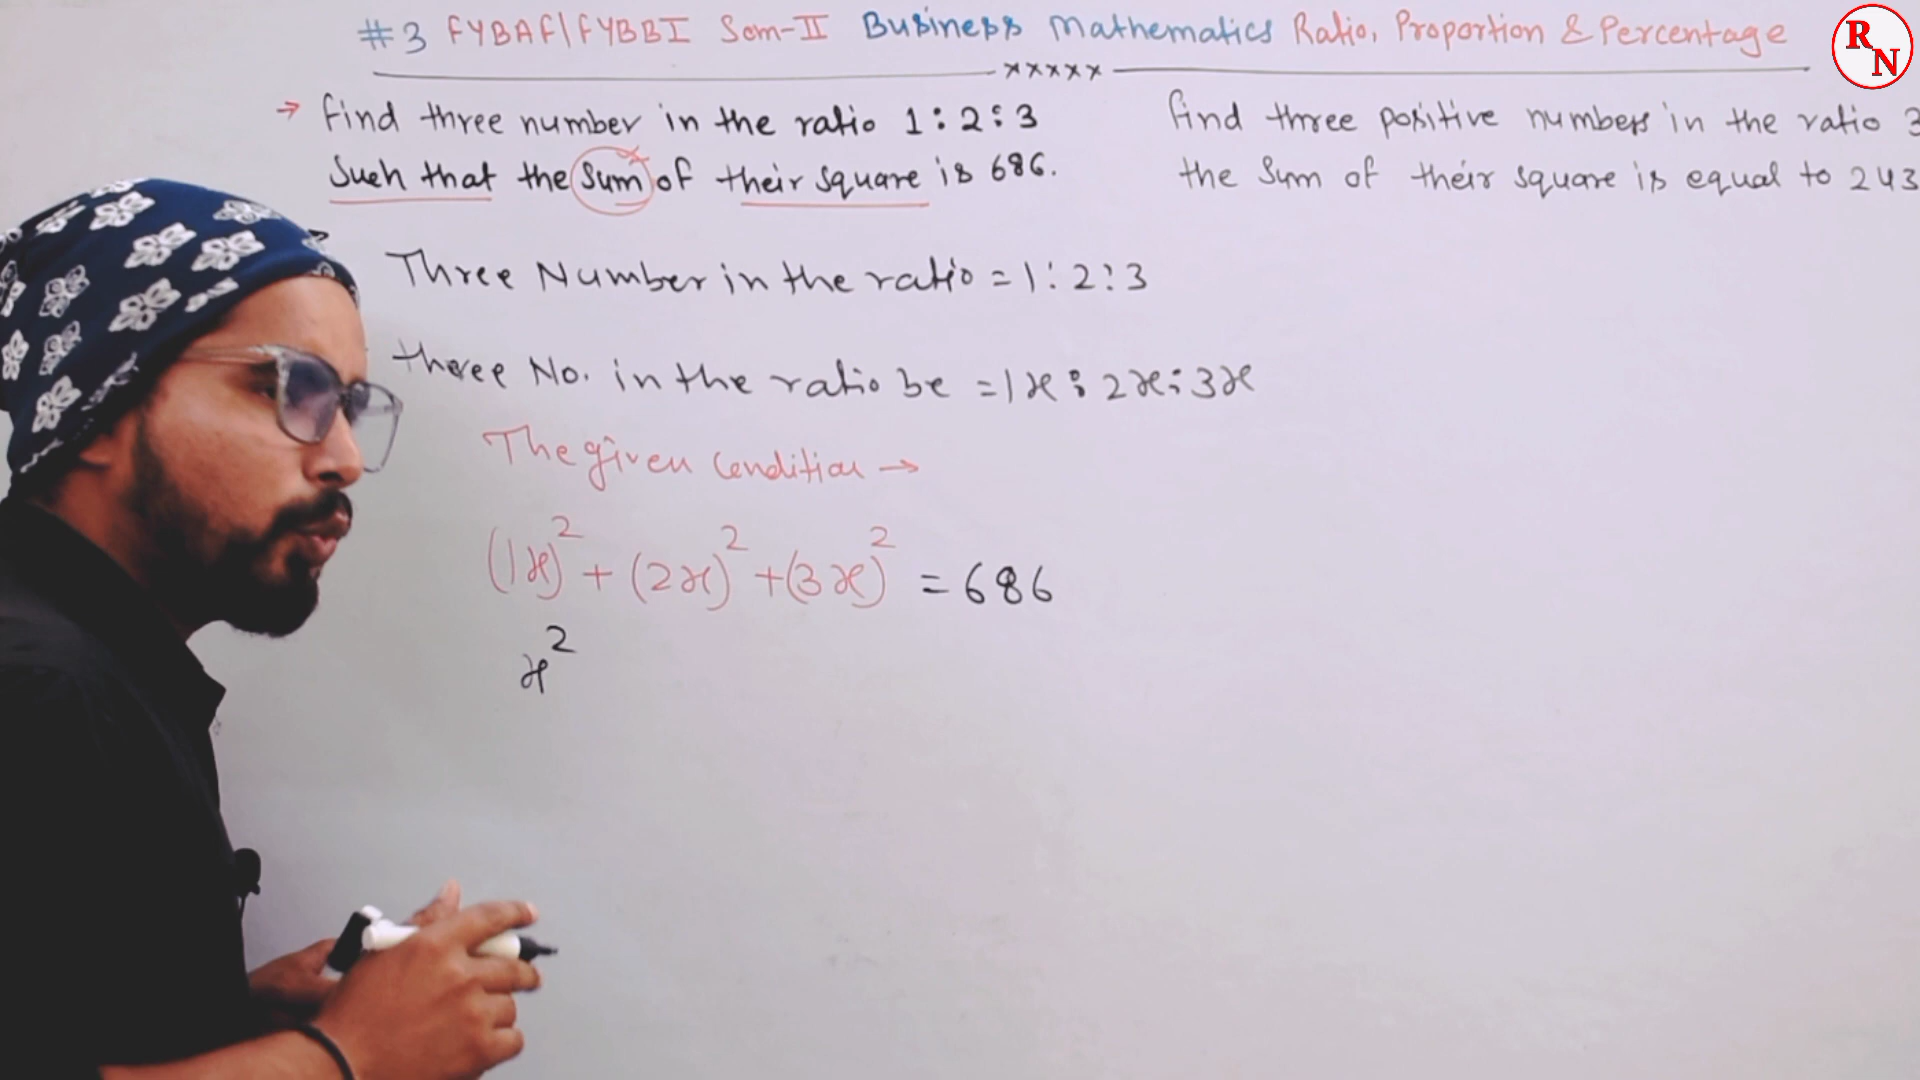 #3 FYBAF\FYBBI Sem-II Business Mathematics Ratio, Proportion & Percentage
xxxxx
R
N
→ find three number in the ratio 1:2:3
Such that the Sum of their square is 686.
find three positive numbers in the ratio 3
the Sum of their square is equal to 243
Three Number in the ratio = 1:2:3
three No. in the ratio be = 1x : 2x : 3x
The given Condition →
(1x)² + (2x)² + (3x)² = 686
x²